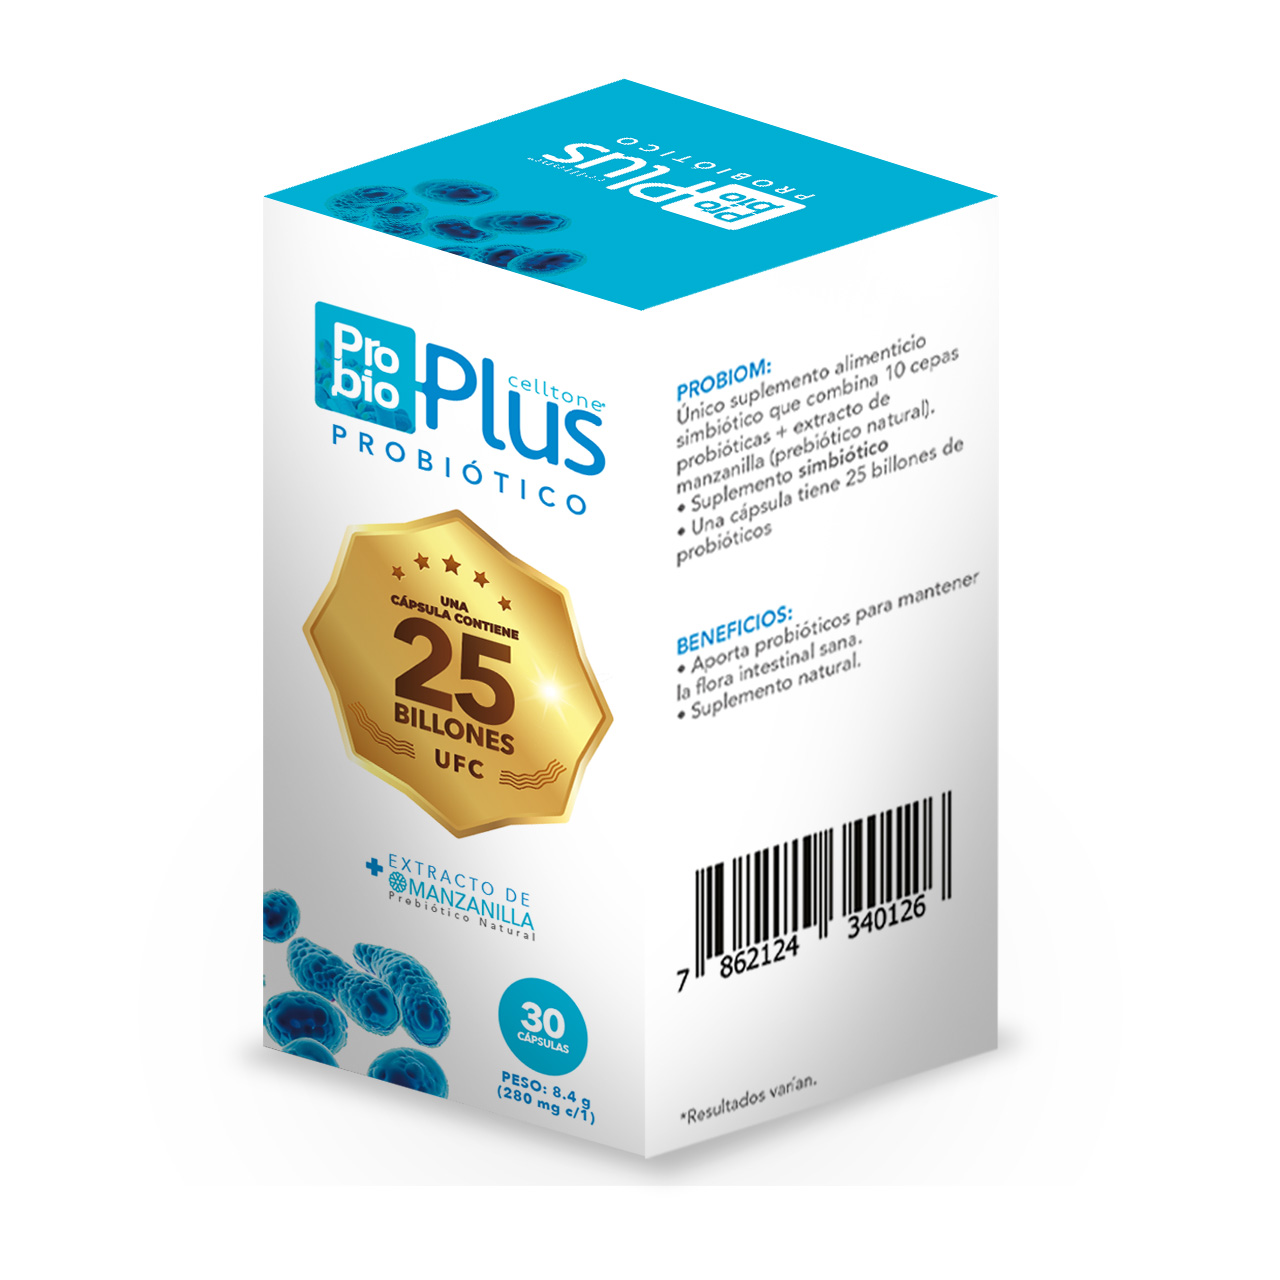 Plus
celltone
Pro
bio
PROBIÓTICO
Pro
bio
Plus
celltone
PROBIÓTICO
UNA
CÁPSULA CONTIENE
25
BILLONES
UFC
+ EXTRACTO DE
MANZANILLA
Prebiótico Natural
30
CÁPSULAS
PESO: 8.4 g
(280 mg c/1)
PROBIOM:
Único suplemento alimenticio
simbiótico que combina 10 cepas
probióticas + extracto de
manzanilla (prebiótico natural).
• Suplemento simbiótico
• Una cápsula tiene 25 billones de
probióticos
BENEFICIOS:
• Aporta probióticos para mantener
la flora intestinal sana.
• Suplemento natural.
7 862124 340126
*Resultados varían.